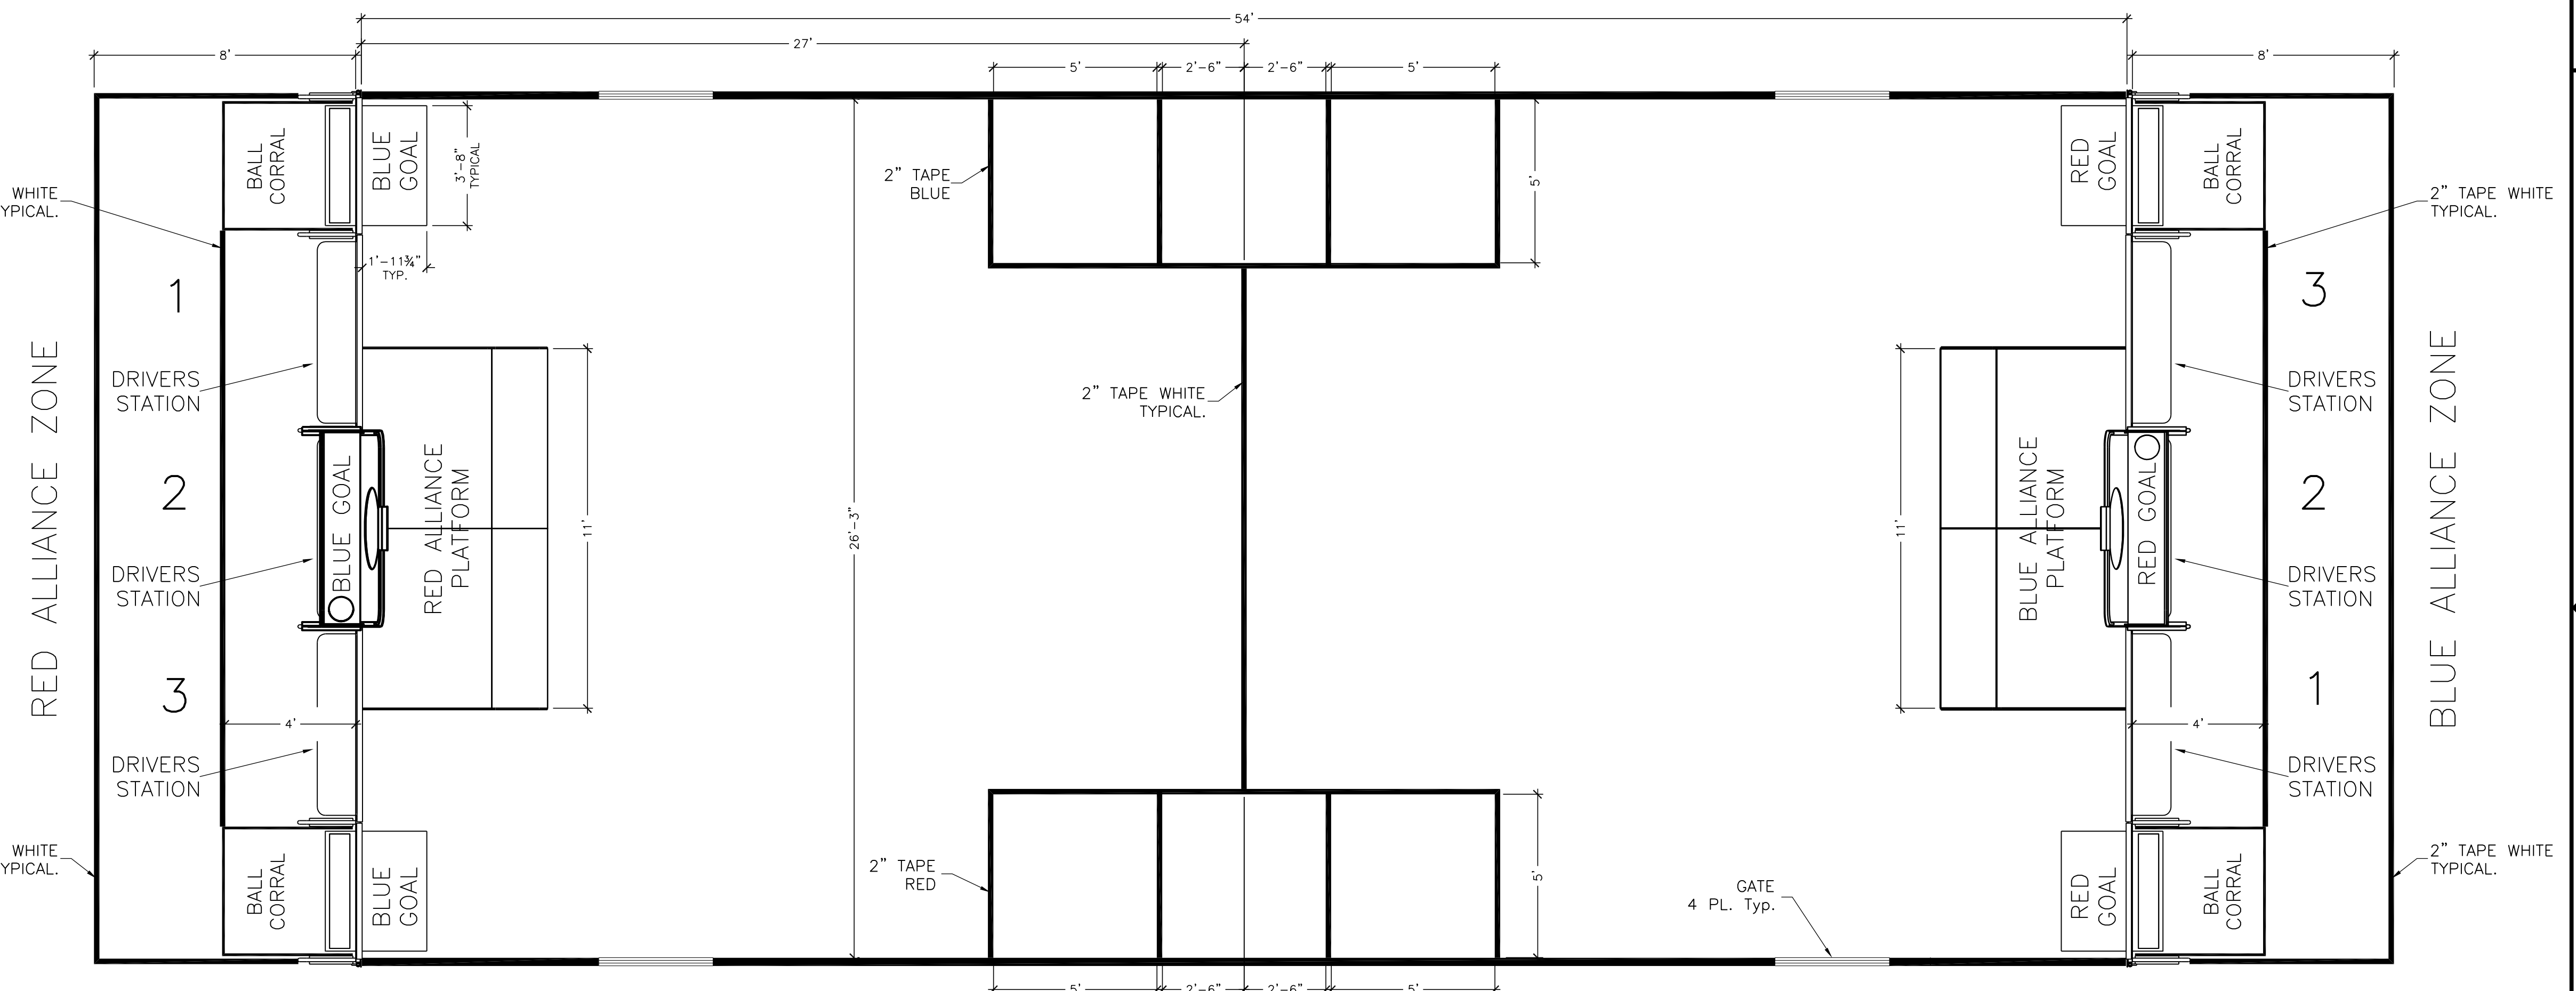 54'
27'
8'
5'
2'-6"
2'-6"
5'
8'
BALL
CORRAL
BLUE
GOAL
3'-8"
TYPICAL
2" TAPE
BLUE
5'
RED
GOAL
BALL
CORRAL
WHITE
YPICAL.
2" TAPE WHITE
TYPICAL.
1'-11¾"
TYP.
1
3
DRIVERS
STATION
2" TAPE WHITE
TYPICAL.
DRIVERS
STATION
RED ALLIANCE ZONE
2
BLUE GOAL
RED ALLIANCE
PLATFORM
11'
26'-3"
11'
BLUE ALLIANCE
PLATFORM
RED GOAL
2
BLUE ALLIANCE ZONE
DRIVERS
STATION
DRIVERS
STATION
3
1
4'
4'
DRIVERS
STATION
DRIVERS
STATION
WHITE
YPICAL.
BALL
CORRAL
BLUE
GOAL
2" TAPE
RED
5'
GATE
4 PL. Typ.
RED
GOAL
BALL
CORRAL
2" TAPE WHITE
TYPICAL.
5'
2'-6"
2'-6"
5'